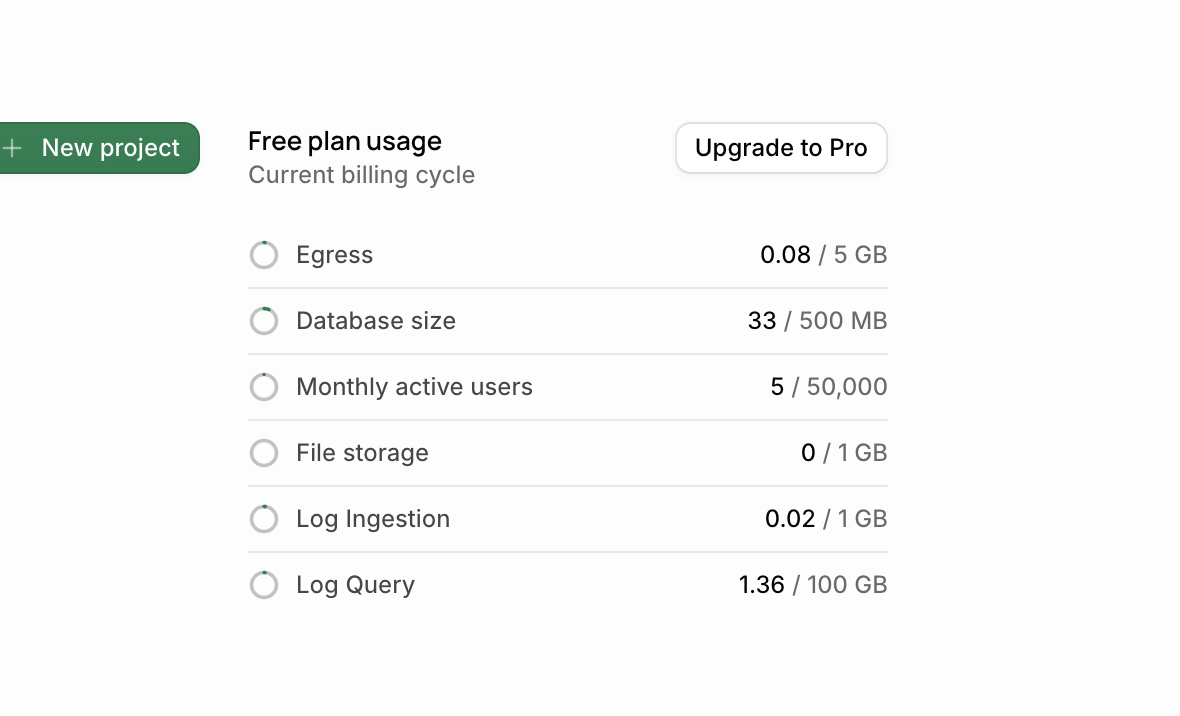 + New project
Free plan usage
Current billing cycle
Upgrade to Pro
Egress 0.08 / 5 GB
Database size 33 / 500 MB
Monthly active users 5 / 50,000
File storage 0 / 1 GB
Log Ingestion 0.02 / 1 GB
Log Query 1.36 / 100 GB